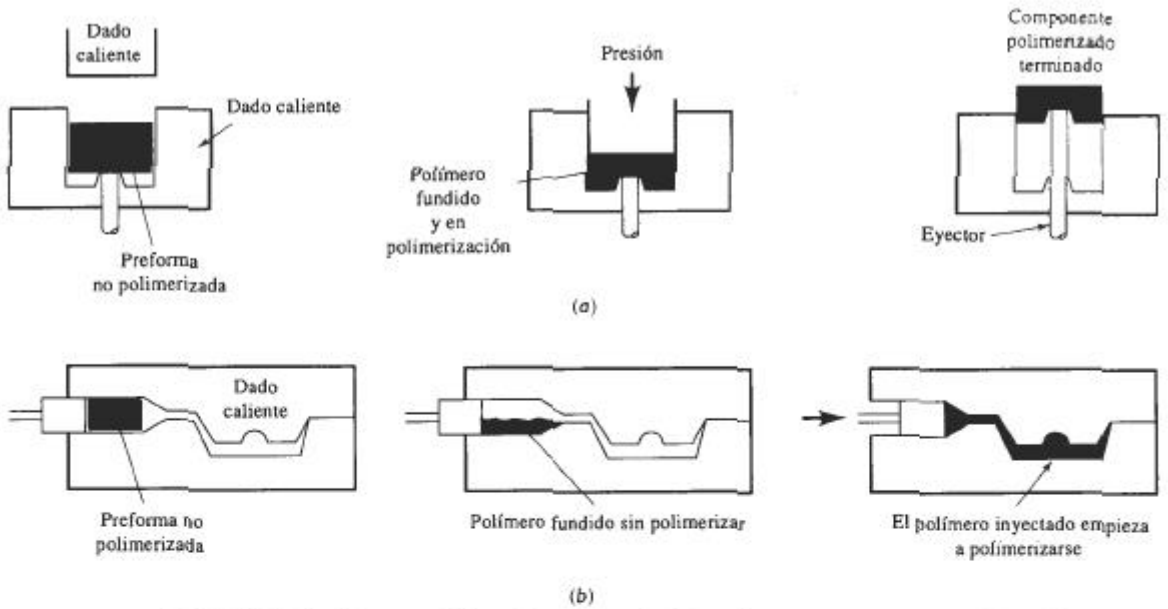 Dado
caliente
Dado caliente
Preforma
no polimerizada
Presión
Polímero
fundido
y en
polimerización
Componente
polimerizado
terminado
Eyector
(a)
Dado
caliente
Preforma no
polimerizada
Polímero fundido sin polimerizar
El polímero inyectado empieza
a polimerizarse
(b)